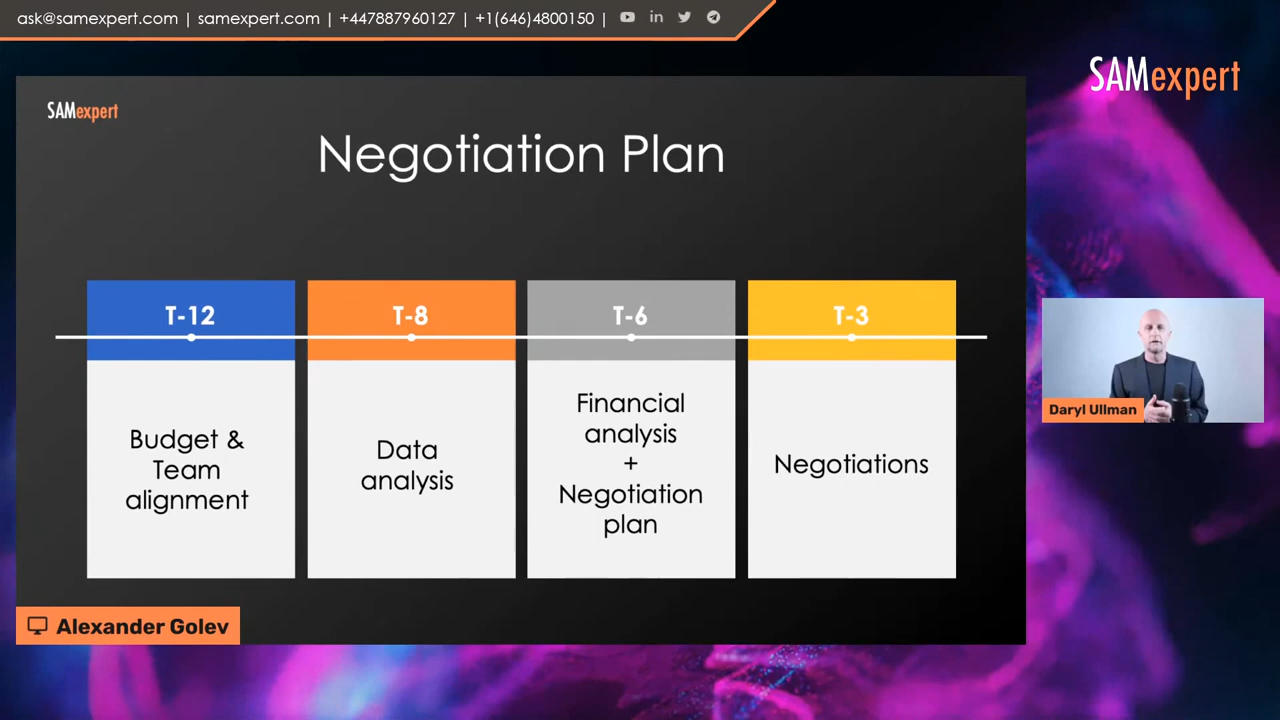 ask@samexpert.com | samexpert.com | +447887960127 | +1(646)4800150 |
SAMexpert
SAMexpert
Negotiation Plan
T-12
Budget &
Team
alignment
T-8
Data
analysis
T-6
Financial
analysis
+
Negotiation
plan
T-3
Negotiations
Daryl Ullman
Alexander Golev